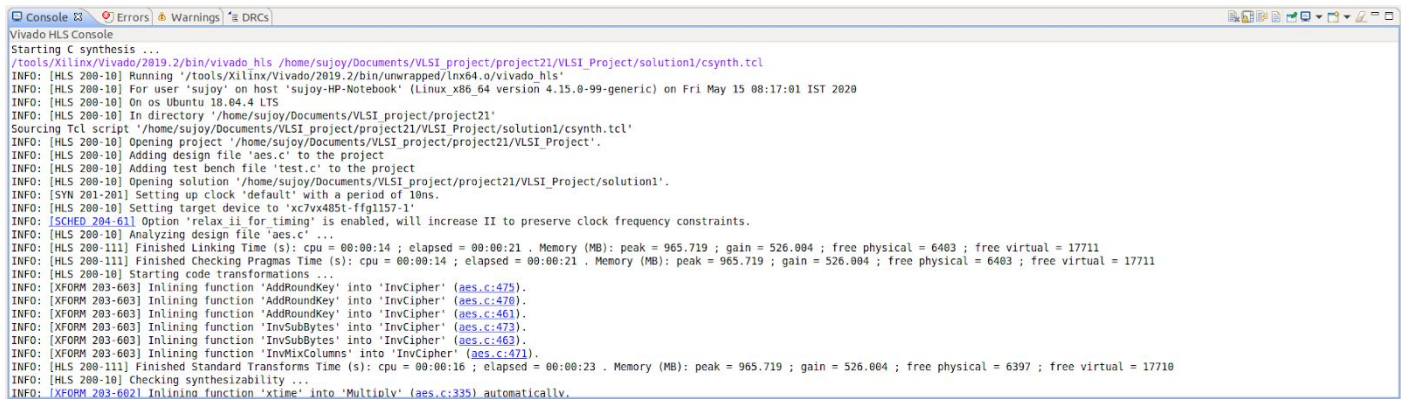 Console Errors Warnings DRCs
Vivado HLS Console
Starting C synthesis ...
/tools/Xilinx/Vivado/2019.2/bin/vivado_hls /home/sujoy/Documents/VLSI_project/project21/VLSI_Project/solution1/csynth.tcl
INFO: [HLS 200-10] Running '/tools/Xilinx/Vivado/2019.2/bin/unwrapped/lnx64.o/vivado_hls'
INFO: [HLS 200-10] For user 'sujoy' on host 'sujoy-HP-Notebook' (Linux_x86_64 version 4.15.0-99-generic) on Fri May 15 08:17:01 IST 2020
INFO: [HLS 200-10] On os Ubuntu 18.04.4 LTS
INFO: [HLS 200-10] In directory '/home/sujoy/Documents/VLSI_project/project21'
Sourcing Tcl script '/home/sujoy/Documents/VLSI_project/project21/VLSI_Project/solution1/csynth.tcl'
INFO: [HLS 200-10] Opening project '/home/sujoy/Documents/VLSI_project/project21/VLSI_Project'.
INFO: [HLS 200-10] Adding design file 'aes.c' to the project
INFO: [HLS 200-10] Adding test bench file 'test.c' to the project
INFO: [HLS 200-10] Opening solution '/home/sujoy/Documents/VLSI_project/project21/VLSI_Project/solution1'.
INFO: [SYN 201-201] Setting up clock 'default' with a period of 10ns.
INFO: [HLS 200-10] Setting target device to 'xc7vx485t-ffg1157-1'
INFO: [SCHED 204-61] Option 'relax_ii_for_timing' is enabled, will increase II to preserve clock frequency constraints.
INFO: [HLS 200-10] Analyzing design file 'aes.c' ...
INFO: [HLS 200-111] Finished Linking Time (s): cpu = 00:00:14 ; elapsed = 00:00:21 . Memory (MB): peak = 965.719 ; gain = 526.004 ; free physical = 6403 ; free virtual = 17711
INFO: [HLS 200-111] Finished Checking Pragmas Time (s): cpu = 00:00:14 ; elapsed = 00:00:21 . Memory (MB): peak = 965.719 ; gain = 526.004 ; free physical = 6403 ; free virtual = 17711
INFO: [HLS 200-10] Starting code transformations ...
INFO: [XFORM 203-603] Inlining function 'AddRoundKey' into 'InvCipher' (aes.c:475).
INFO: [XFORM 203-603] Inlining function 'AddRoundKey' into 'InvCipher' (aes.c:470).
INFO: [XFORM 203-603] Inlining function 'AddRoundKey' into 'InvCipher' (aes.c:461).
INFO: [XFORM 203-603] Inlining function 'InvSubBytes' into 'InvCipher' (aes.c:473).
INFO: [XFORM 203-603] Inlining function 'InvSubBytes' into 'InvCipher' (aes.c:463).
INFO: [XFORM 203-603] Inlining function 'InvMixColumns' into 'InvCipher' (aes.c:471).
INFO: [HLS 200-111] Finished Standard Transforms Time (s): cpu = 00:00:16 ; elapsed = 00:00:23 . Memory (MB): peak = 965.719 ; gain = 526.004 ; free physical = 6397 ; free virtual = 17710
INFO: [HLS 200-10] Checking synthesizability ...
INFO: [XFORM 203-602] Inlining function 'xtime' into 'Multiply' (aes.c:335) automatically.